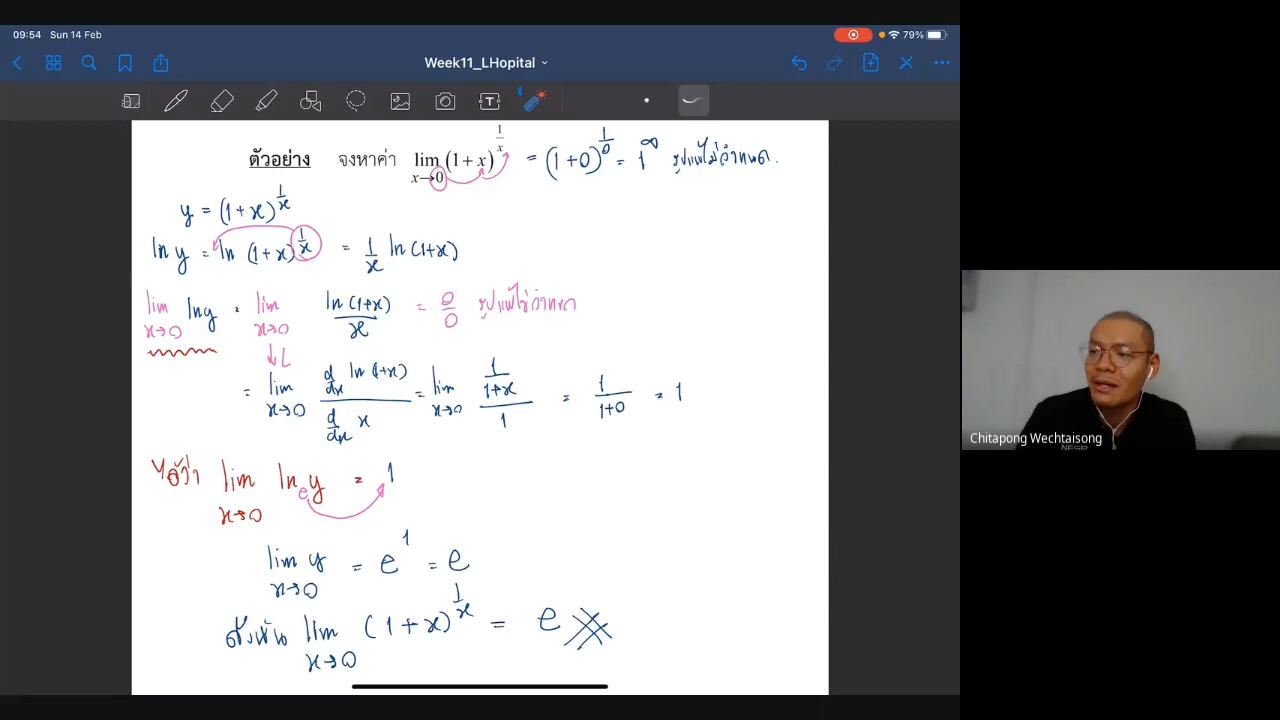 09:54 Sun 14 Feb 79%
Week11_LHopital
ตัวอย่าง จงหาค่า lim x→0 (1+x)^(1/x) = (1+0)^(1/0) = 1^∞ รูปแบบไม่กำหนด.
y = (1+x)^(1/x)
ln y = ln (1+x)^(1/x) = 1/x ln(1+x)
lim x→0 ln y = lim x→0 ln(1+x)/x = 0/0 รูปแบบไม่กำหนด
↓L
= lim x→0 (d/dx ln(1+x))/(d/dx x) = lim x→0 (1/(1+x))/1 = 1/(1+0) = 1
ได้ว่า lim x→0 ln_e y = 1
lim x→0 y = e^1 = e
ดังนั้น lim x→0 (1+x)^(1/x) = e
Chitapong Wechtaisong